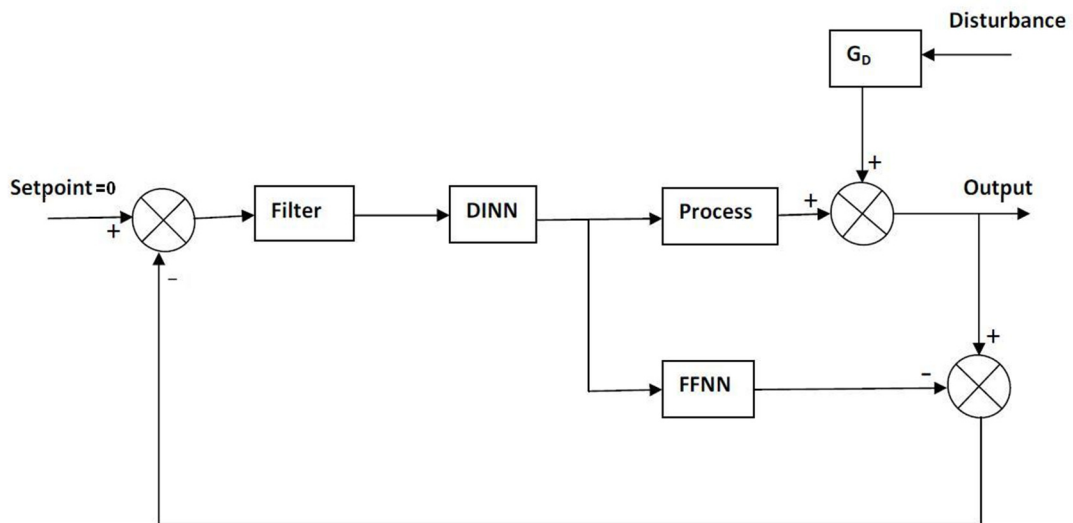 Disturbance
G_D
+
Setpoint=0
Filter
DINN
Process
+
Output
+
-
+
FFNN
-